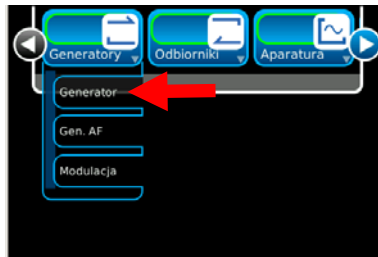 Generatory
Odbiorniki
Aparatura
Generator
Gen. AF
Modulacja